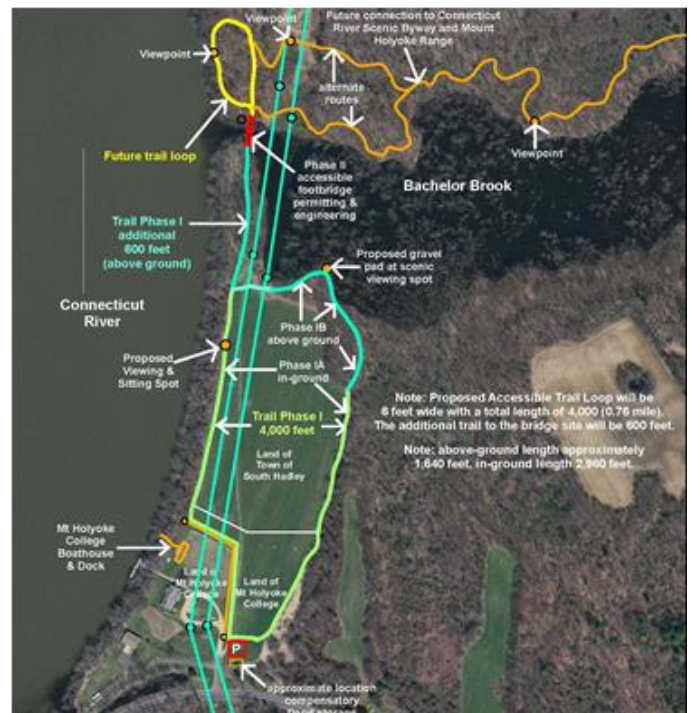 Viewpoint
Future connection to Connecticut
River Scenic Byway and Mount
Holyoke Range
Viewpoint
alternate
routes
Viewpoint
Future trail loop
Phase II
accessible
footbridge
permitting &
engineering
Bachelor Brook
Trail Phase I
additional
600 feet
(above ground)
Proposed gravel
pad at scenic
viewing spot
Connecticut
River
Phase IB
above ground
Proposed
Viewing &
Sitting Spot
Phase IA
in-ground
Note: Proposed Accessible Trail Loop will be
6 feet wide with a total length of 4,000 (0.76 mile).
The additional trail to the bridge site will be 600 feet.
Trail Phase I
4,000 feet
Note: above-ground length approximately
1,640 feet, in-ground length 2,960 feet.
Land of
Town of
South Hadley
Mt Holyoke
College
Boathouse
& Dock
Land of
Mt Holyoke
College
Land of
Mt Holyoke
College
P
approximate location
compensatory